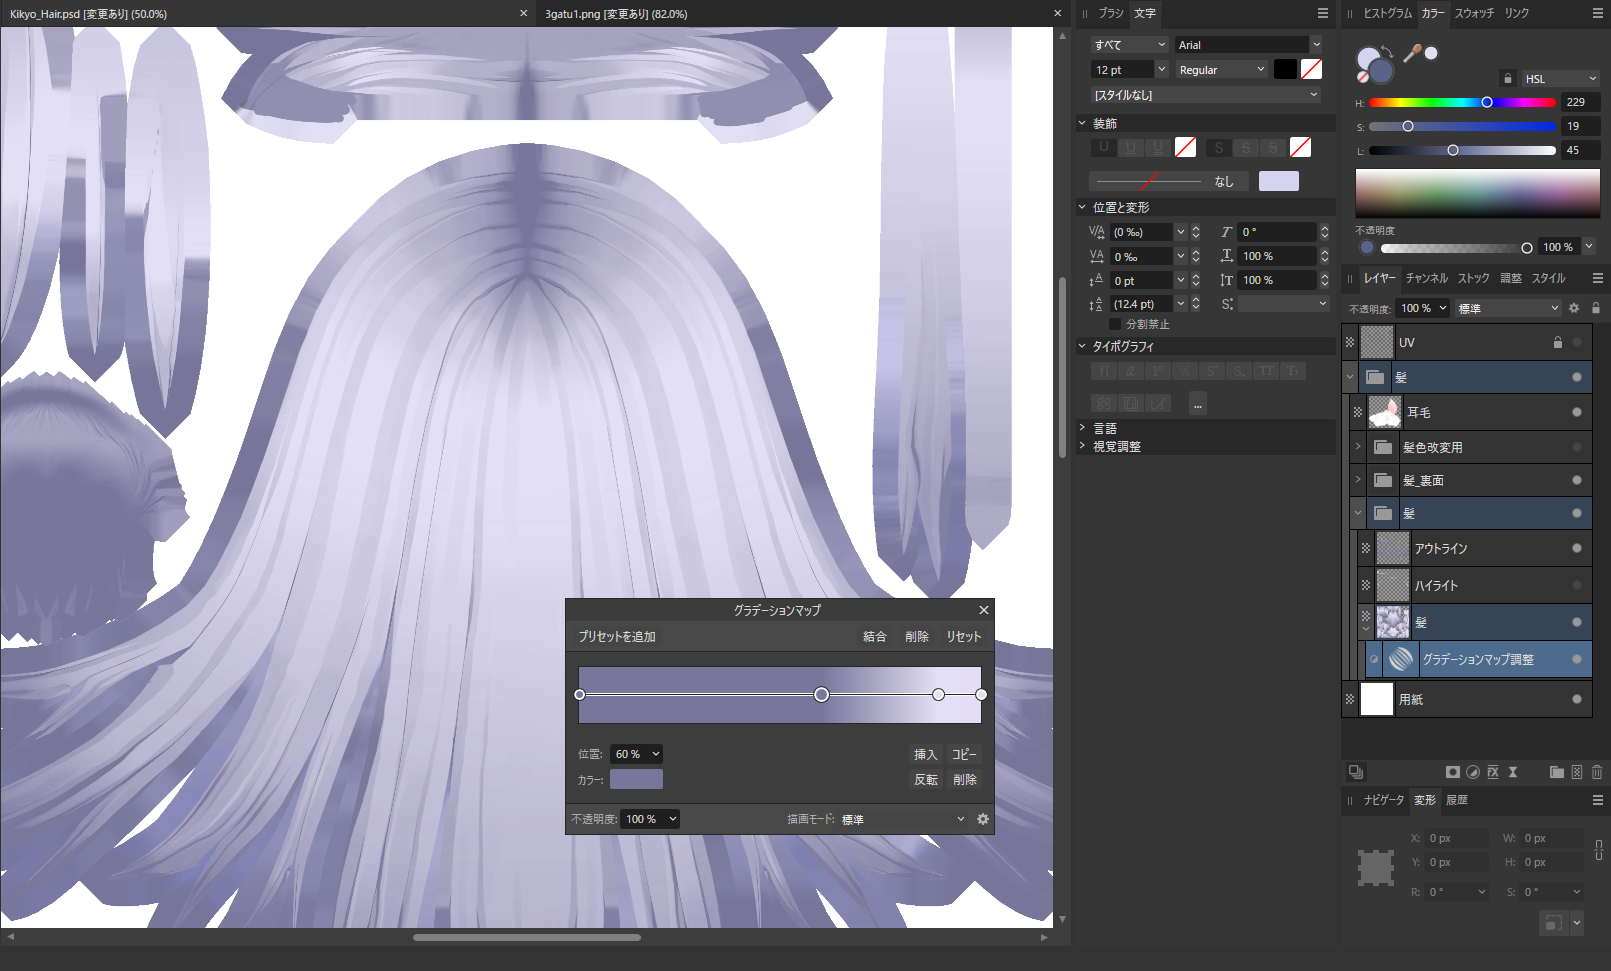 Kikyo_Hair.psd [変更あり] (50.0%)
3gatu1.png [変更あり] (82.0%)
ブラシ 文字
すべて Arial
12 pt Regular
[スタイルなし]
装飾
U U U S S S
なし
位置と変形
(0 ‰) 0 °
0 ‰ 100 %
0 pt 100 %
(12.4 pt)
分割禁止
タイポグラフィ
言語
視覚調整
ヒストグラム カラー スウォッチ リンク
HSL
H: 229
S: 19
L: 45
不透明度
100 %
レイヤー チャンネル ストック 調整 スタイル
不透明度: 100 % 標準
UV
髪
耳毛
髪色改変用
髪_裏面
髪
アウトライン
ハイライト
髪
グラデーションマップ調整
用紙
ナビゲータ 変形 履歴
X: 0 px W: 0 px
Y: 0 px H: 0 px
R: 0 ° S: 0 °
グラデーションマップ
プリセットを追加 結合 削除 リセット
位置: 60 % 挿入 コピー
カラー: 反転 削除
不透明度: 100 % 描画モード: 標準